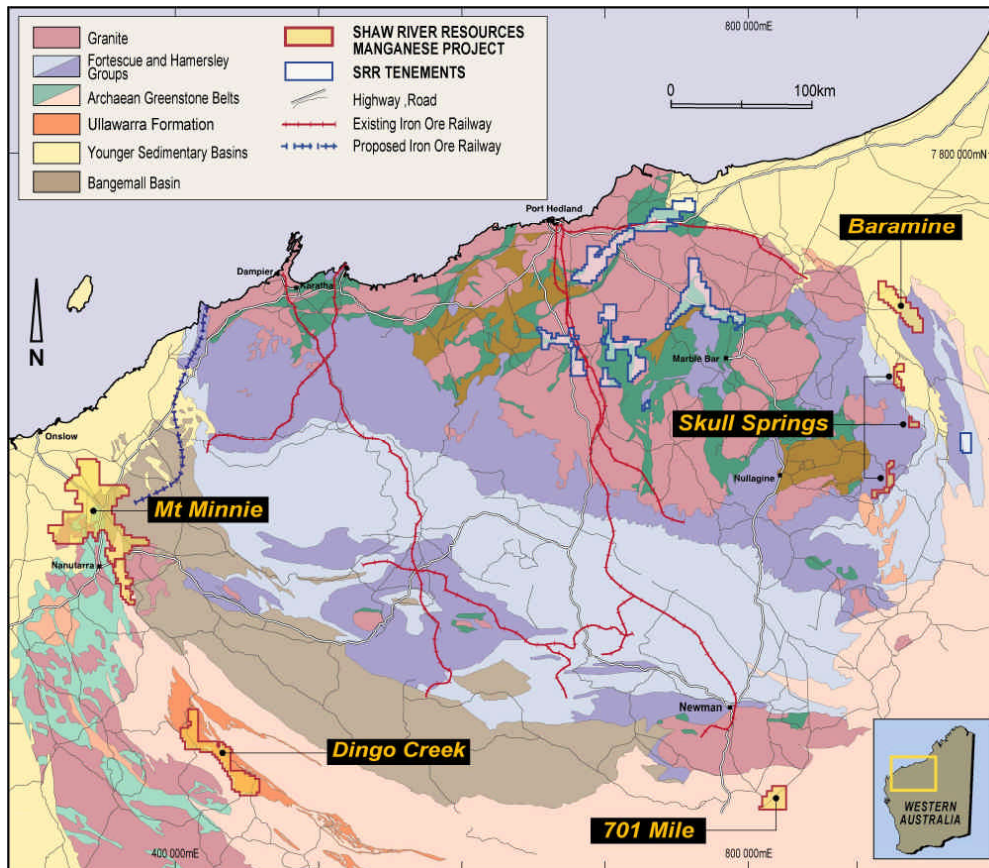 800 000mE
Granite
Fortescue and Hamersley
Groups
Archaean Greenstone Belts
Ullawarra Formation
Younger Sedimentary Basins
Bangemall Basin
SHAW RIVER RESOURCES
MANGANESE PROJECT
SRR TENEMENTS
Highway ,Road
Existing Iron Ore Railway
Proposed Iron Ore Railway
0 100km
7 800 000mN
Port Hedland
Baramine
Dampier
Karatha
N
Marble Bar
Skull Springs
Onslow
Nullagine
Mt Minnie
Nanutarra
Newman
Dingo Creek
701 Mile
WESTERN
AUSTRALIA
400 000mE
800 000mE